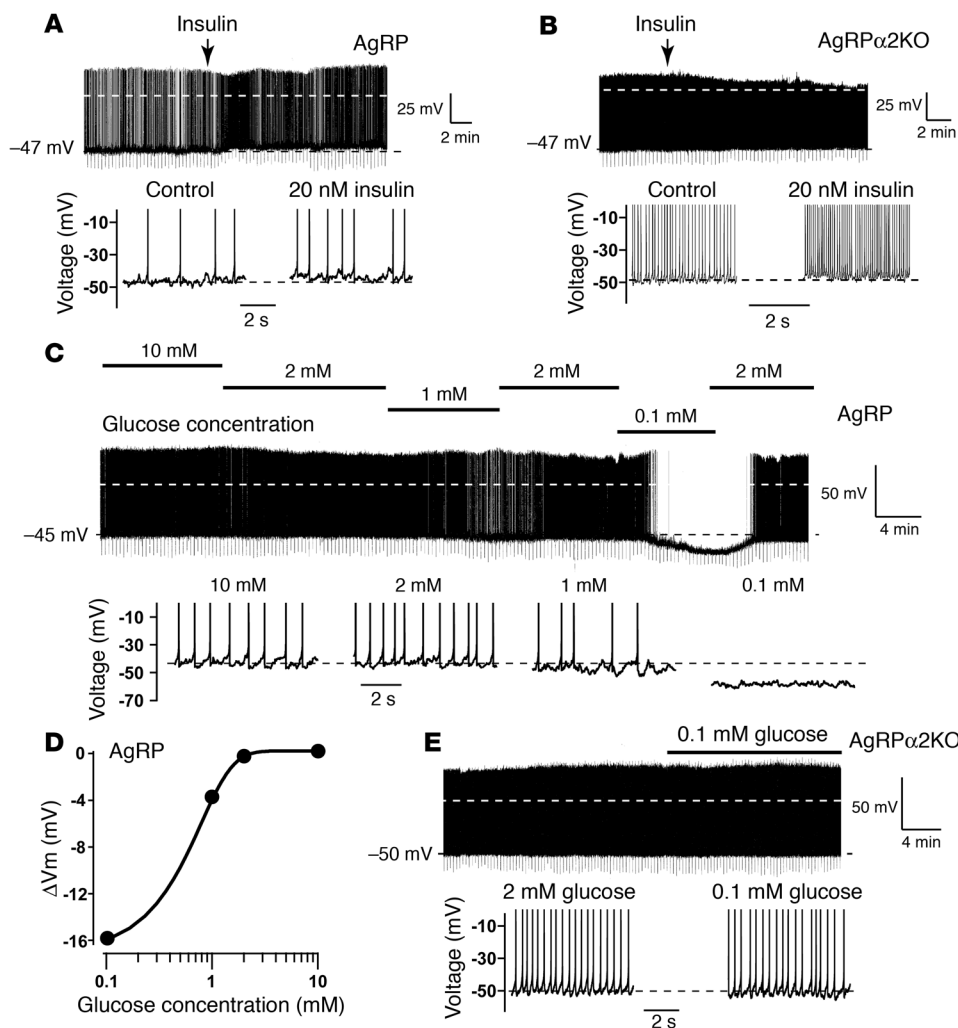 A
Insulin
AgRP
25 mV
2 min
–47 mV
Control
20 nM insulin
Voltage (mV)
-10
-30
-50
2 s
B
Insulin
AgRPα2KO
25 mV
2 min
–47 mV
Control
20 nM insulin
Voltage (mV)
-10
-30
-50
2 s
C
10 mM
2 mM
1 mM
2 mM
0.1 mM
2 mM
Glucose concentration
AgRP
50 mV
4 min
–45 mV
10 mM
2 mM
1 mM
0.1 mM
Voltage (mV)
-10
-30
-50
-70
2 s
D
AgRP
0
-4
-8
-12
-16
ΔVm (mV)
0.1
1
10
Glucose concentration (mM)
E
0.1 mM glucose
AgRPα2KO
50 mV
4 min
–50 mV
2 mM glucose
0.1 mM glucose
Voltage (mV)
-10
-30
-50
2 s